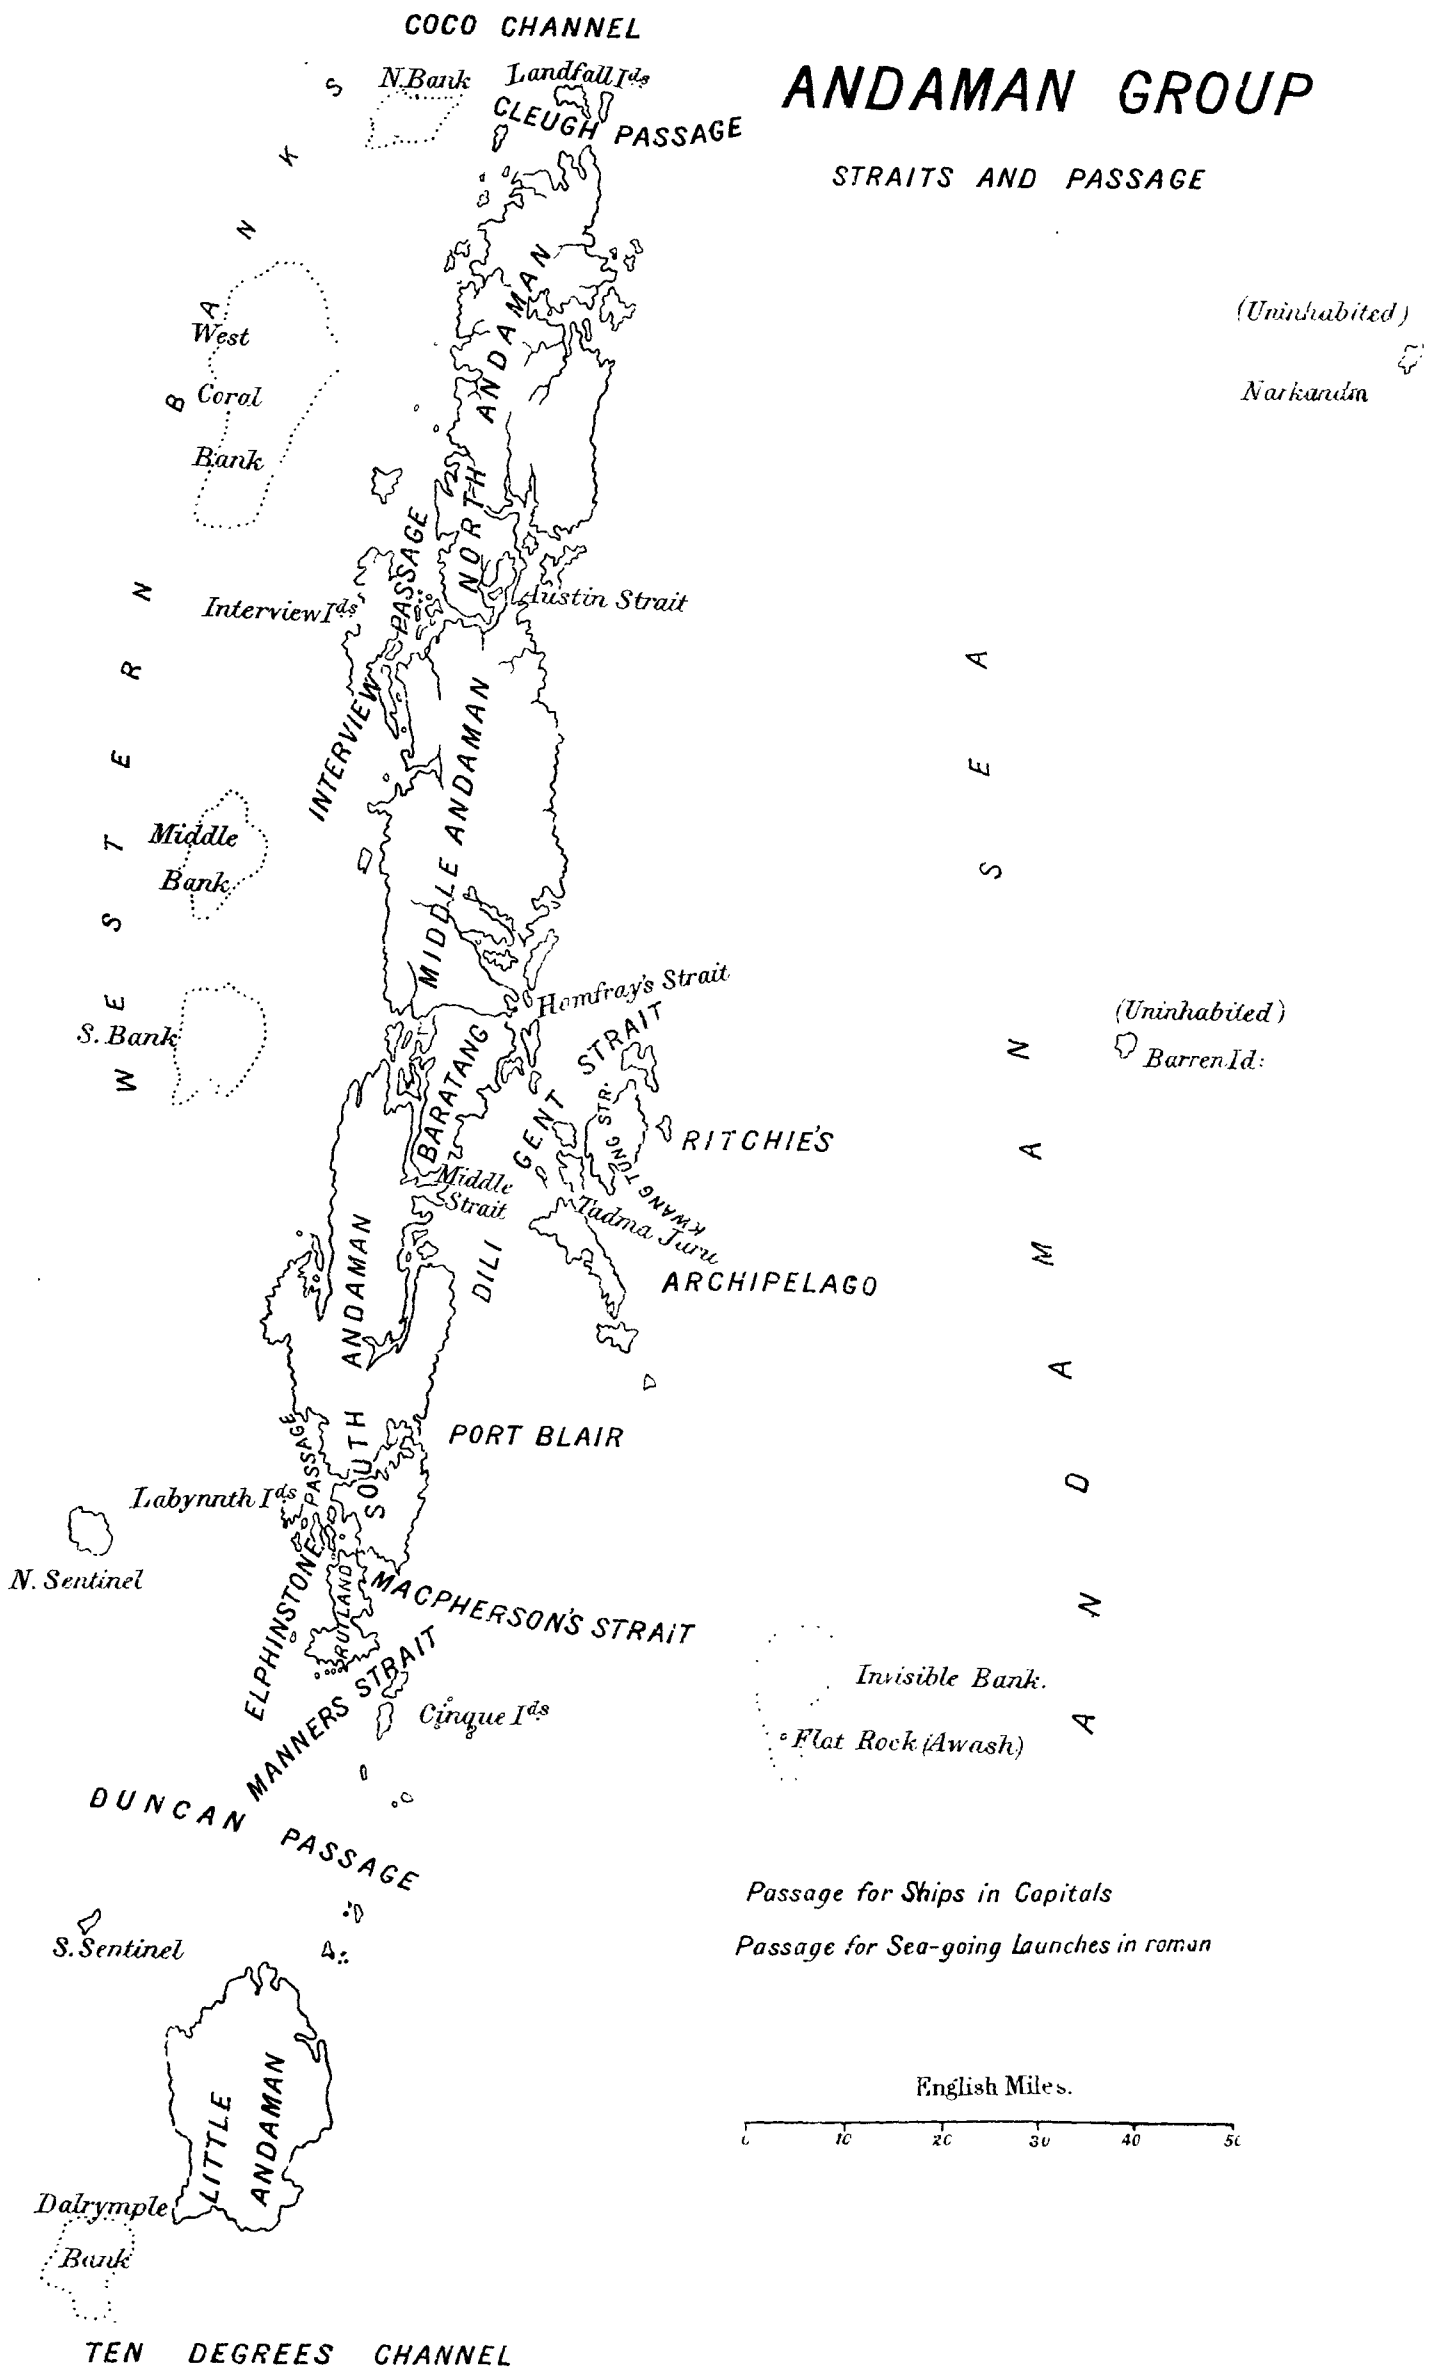 COCO CHANNEL
ANDAMAN GROUP
STRAITS AND PASSAGE
N. Bank
Landfall Ids
CLEUGH PASSAGE
WESTERN BANKS
West
Coral
Bank
NORTH ANDAMAN
(Uninhabited)
Narkandm
INTERVIEW PASSAGE
Interview Ids
Austin Strait
MIDDLE ANDAMAN
Middle
Bank
ANDAMAN SEA
S. Bank
Homfray's Strait
(Uninhabited)
Barren Id:
BARATANG
DILIGENT STRAIT
KWANG TUNG STR.
RITCHIE'S
ARCHIPELAGO
Middle
Strait
Tadma Juru
SOUTH ANDAMAN
PORT BLAIR
ELPHINSTONE PASSAGE
Labynnth Ids
N. Sentinel
RUTLAND
MACPHERSON'S STRAIT
MANNERS STRAIT
Cinque Ids
Invisible Bank.
Flat Rock (Awash)
DUNCAN PASSAGE
Passage for Ships in Capitals
Passage for Sea-going Launches in roman
S. Sentinel
LITTLE
ANDAMAN
English Miles.
0 10 20 30 40 50
Dalrymple
Bank
TEN DEGREES CHANNEL